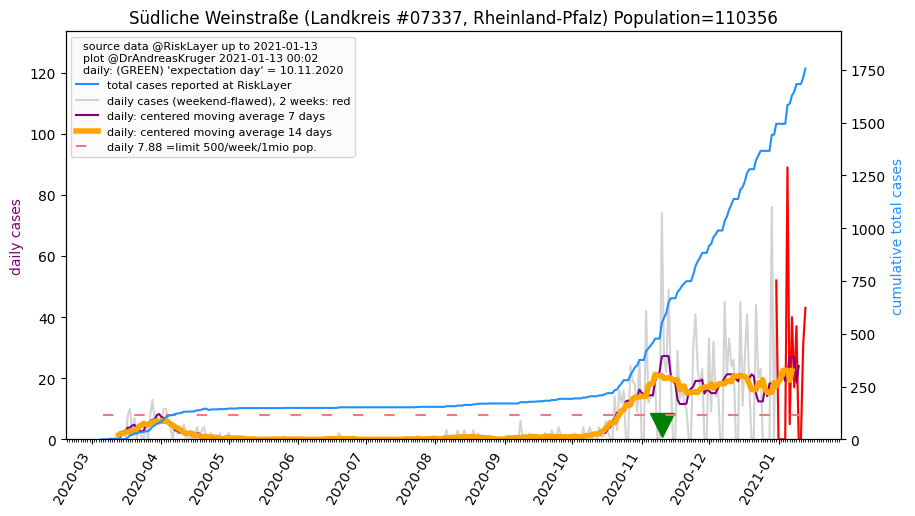 Südliche Weinstraße (Landkreis #07337, Rheinland-Pfalz) Population=110356
source data @RiskLayer up to 2021-01-13
plot @DrAndreasKruger 2021-01-13 00:02
daily: (GREEN) 'expectation day' = 10.11.2020
total cases reported at RiskLayer
daily cases (weekend-flawed), 2 weeks: red
daily: centered moving average 7 days
daily: centered moving average 14 days
daily 7.88 =limit 500/week/1mio pop.
daily cases
0
20
40
60
80
100
120
cumulative total cases
0
250
500
750
1000
1250
1500
1750
2020-03
2020-04
2020-05
2020-06
2020-07
2020-08
2020-09
2020-10
2020-11
2020-12
2021-01